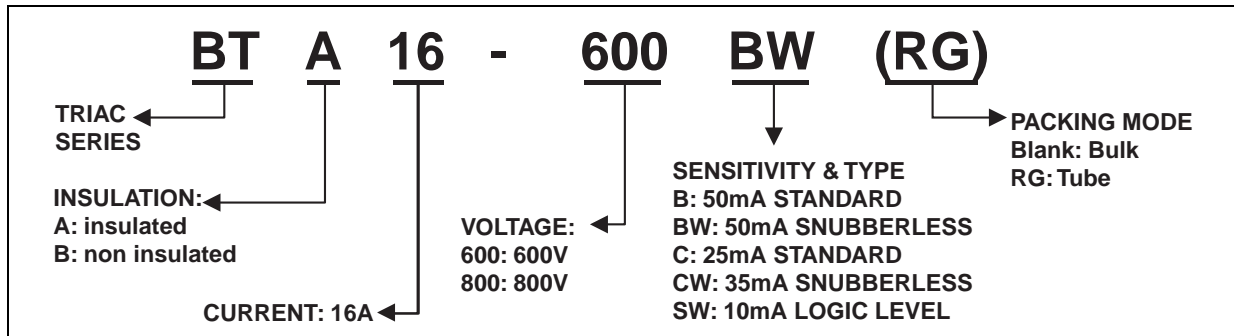 BT A 16 - 600 BW (RG)
TRIAC
SERIES
INSULATION:
A: insulated
B: non insulated
CURRENT: 16A
VOLTAGE:
600: 600V
800: 800V
SENSITIVITY & TYPE
B: 50mA STANDARD
BW: 50mA SNUBBERLESS
C: 25mA STANDARD
CW: 35mA SNUBBERLESS
SW: 10mA LOGIC LEVEL
PACKING MODE
Blank: Bulk
RG: Tube